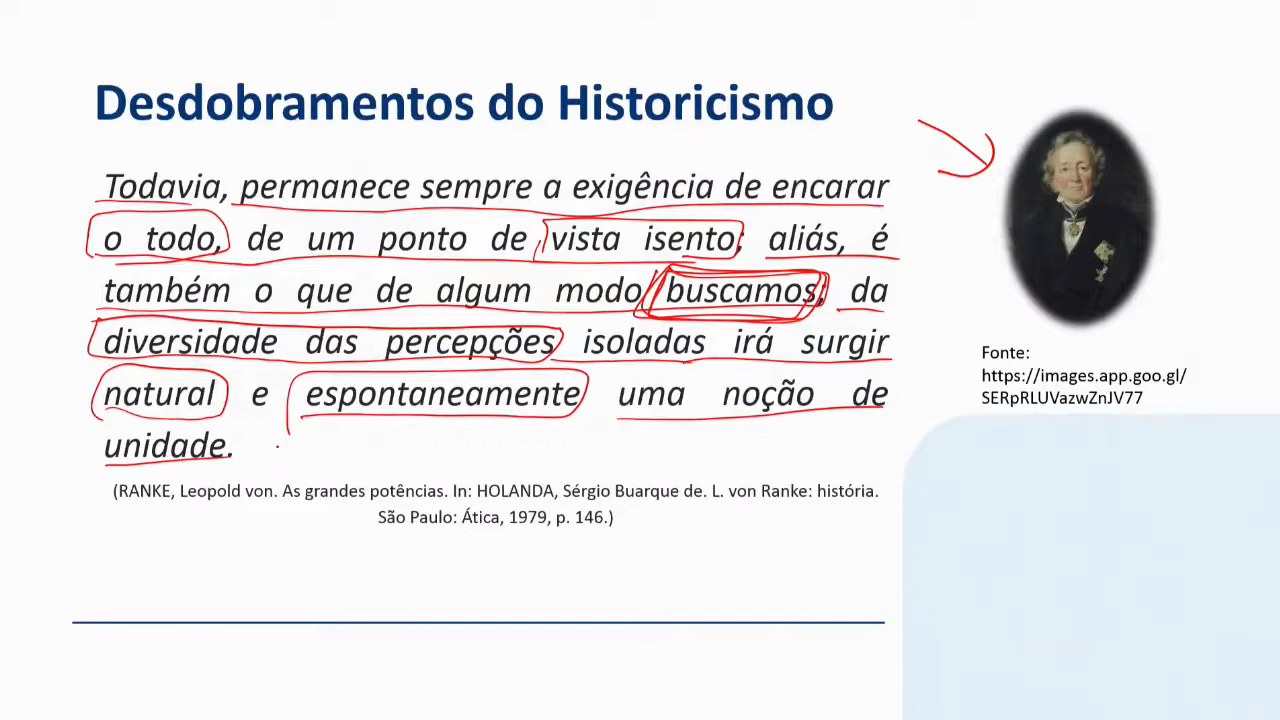 Desdobramentos do Historicismo
Todavia, permanece sempre a exigência de encarar
o todo, de um ponto de vista isento; aliás, é
também o que de algum modo buscamos; da
diversidade das percepções isoladas irá surgir
natural e espontaneamente uma noção de
unidade.
(RANKE, Leopold von. As grandes potências. In: HOLANDA, Sérgio Buarque de. L. von Ranke: história.
São Paulo: Ática, 1979, p. 146.)
Fonte:
https://images.app.goo.gl/
SERpRLUVazwZnJV77